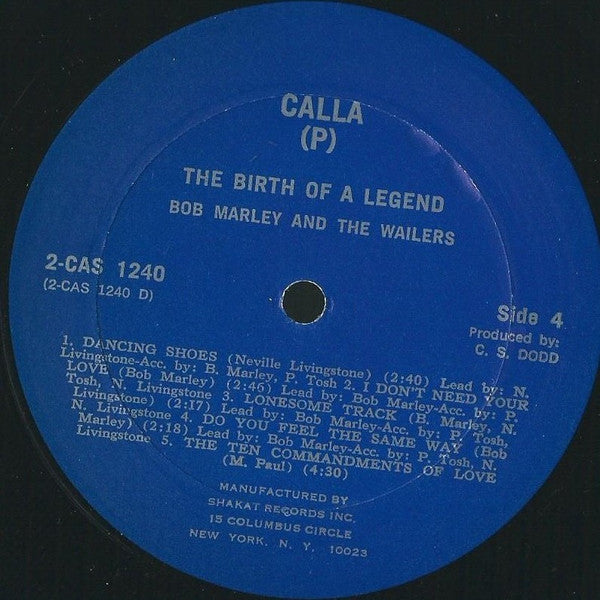 CALLA
(P)
THE BIRTH OF A LEGEND
BOB MARLEY AND THE WAILERS
2-CAS 1240
(2-CAS 1240 D)
Side 4
Produced by:
C. S. DODD
1. DANCING SHOES (Neville Livingstone) (2:40) Lead by: N.
Livingstone-Acc. by: B. Marley, P. Tosh 2. I DON'T NEED YOUR
LOVE (Bob Marley) (2:46) Lead by: Bob Marley-Acc. by: P.
Tosh, N. Livingstone 3. LONESOME TRACK (B. Marley, N.
Livingstone) (2:17) Lead by: Bob Marley-Acc. by: P. Tosh,
N. Livingstone 4. DO YOU FEEL THE SAME WAY (Bob
Marley) (2:18) Lead by: Bob Marley-Acc. by: P. Tosh, N.
Livingstone 5. THE TEN COMMANDMENTS OF LOVE
(M. Paul) (4:30)
MANUFACTURED BY
SHAKAT RECORDS INC.
15 COLUMBUS CIRCLE
NEW YORK, N. Y. 10023